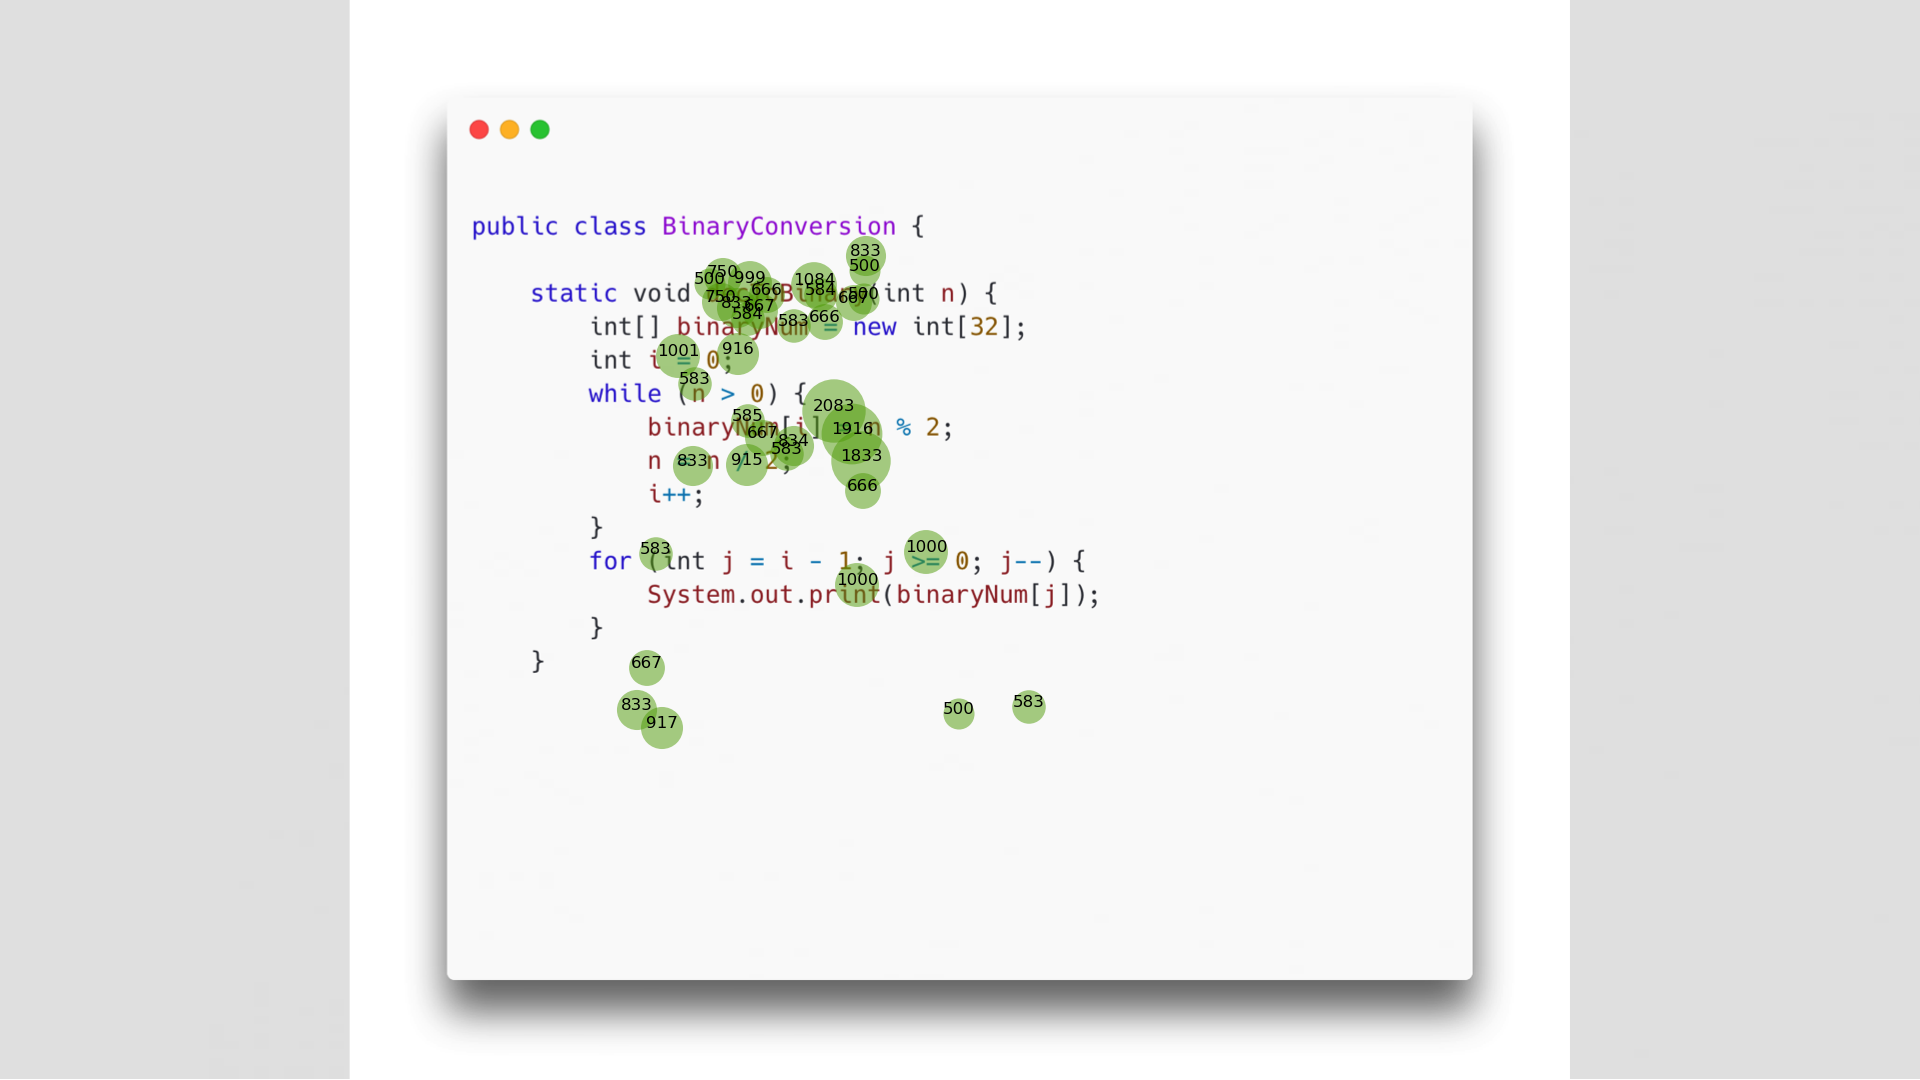 public class BinaryConversion {
833
500
750
500 999 1084
static void Bin int n) {
750 833 667 666 584 667 500
584 583 666
int[] binaryNum = new int[32];
1001 916
int i = 0;
583
while (n > 0) {
2083
585
667 834 1916
binaryNum[i] n % 2;
583 1833
833 915
n = n / 2;
666
i++;
}
583 1000
for (int j = i - 1; j >= 0; j--) {
1000
System.out.print(binaryNum[j]);
}
}
667
833 917 500 583